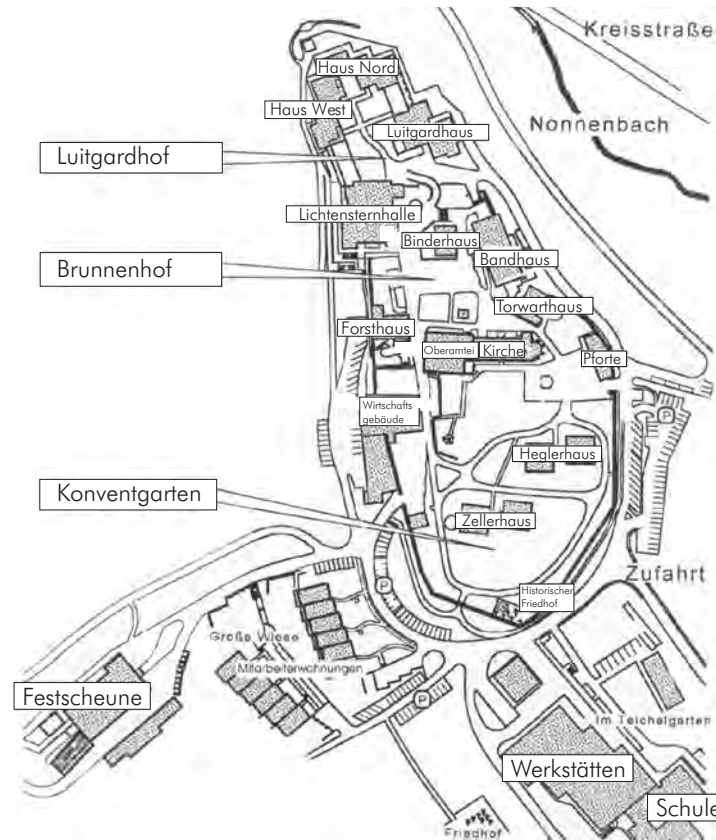 Kreisstraße
Haus Nord
Haus West
Nonnenbach
Luitgardhaus
Luitgardhof
Lichtensternhalle
Binderhaus
Bandhaus
Brunnenhof
Torwarthaus
Forsthaus
Oberamtei
Kirche
Pforte
Wirtschafts
gebäude
P
Heglerhaus
Konventgarten
Zellerhaus
Zufahrt
P
Historischer
Friedhof
Große Wiese
Mitarbeiterwohnungen
Festscheune
P
Im Teichelgarten
Werkstätten
Schule
Friedhof